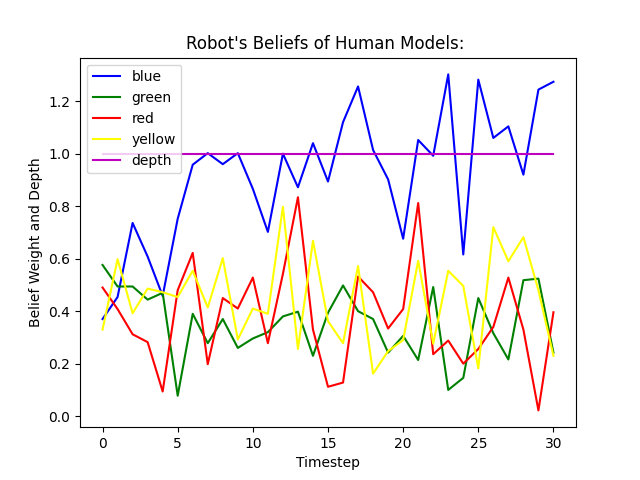 Robot's Beliefs of Human Models:
blue
green
red
yellow
depth
Belief Weight and Depth
1.2
1.0
0.8
0.6
0.4
0.2
0.0
0 5 10 15 20 25 30
Timestep